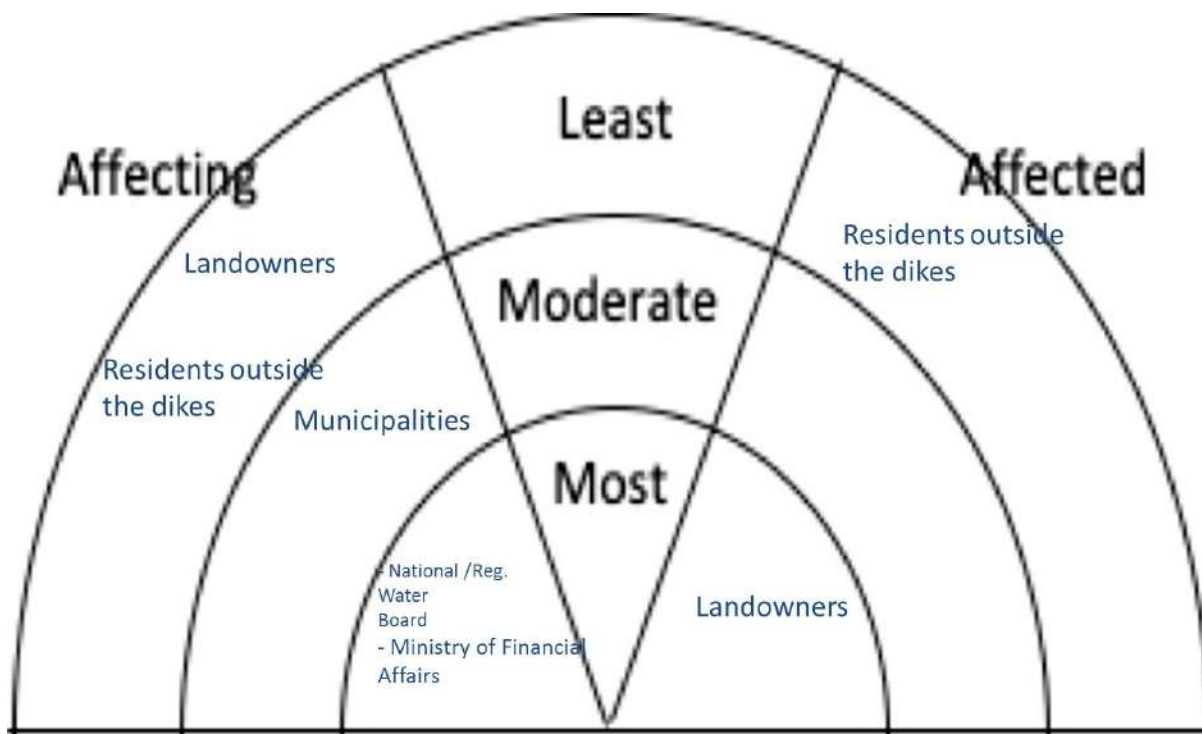 Least
Affecting
Affected
Landowners
Residents outside
the dikes
Moderate
Residents outside
the dikes
Municipalities
Most
- National /Reg.
Water
Board
- Ministry of Financial
Affairs
Landowners